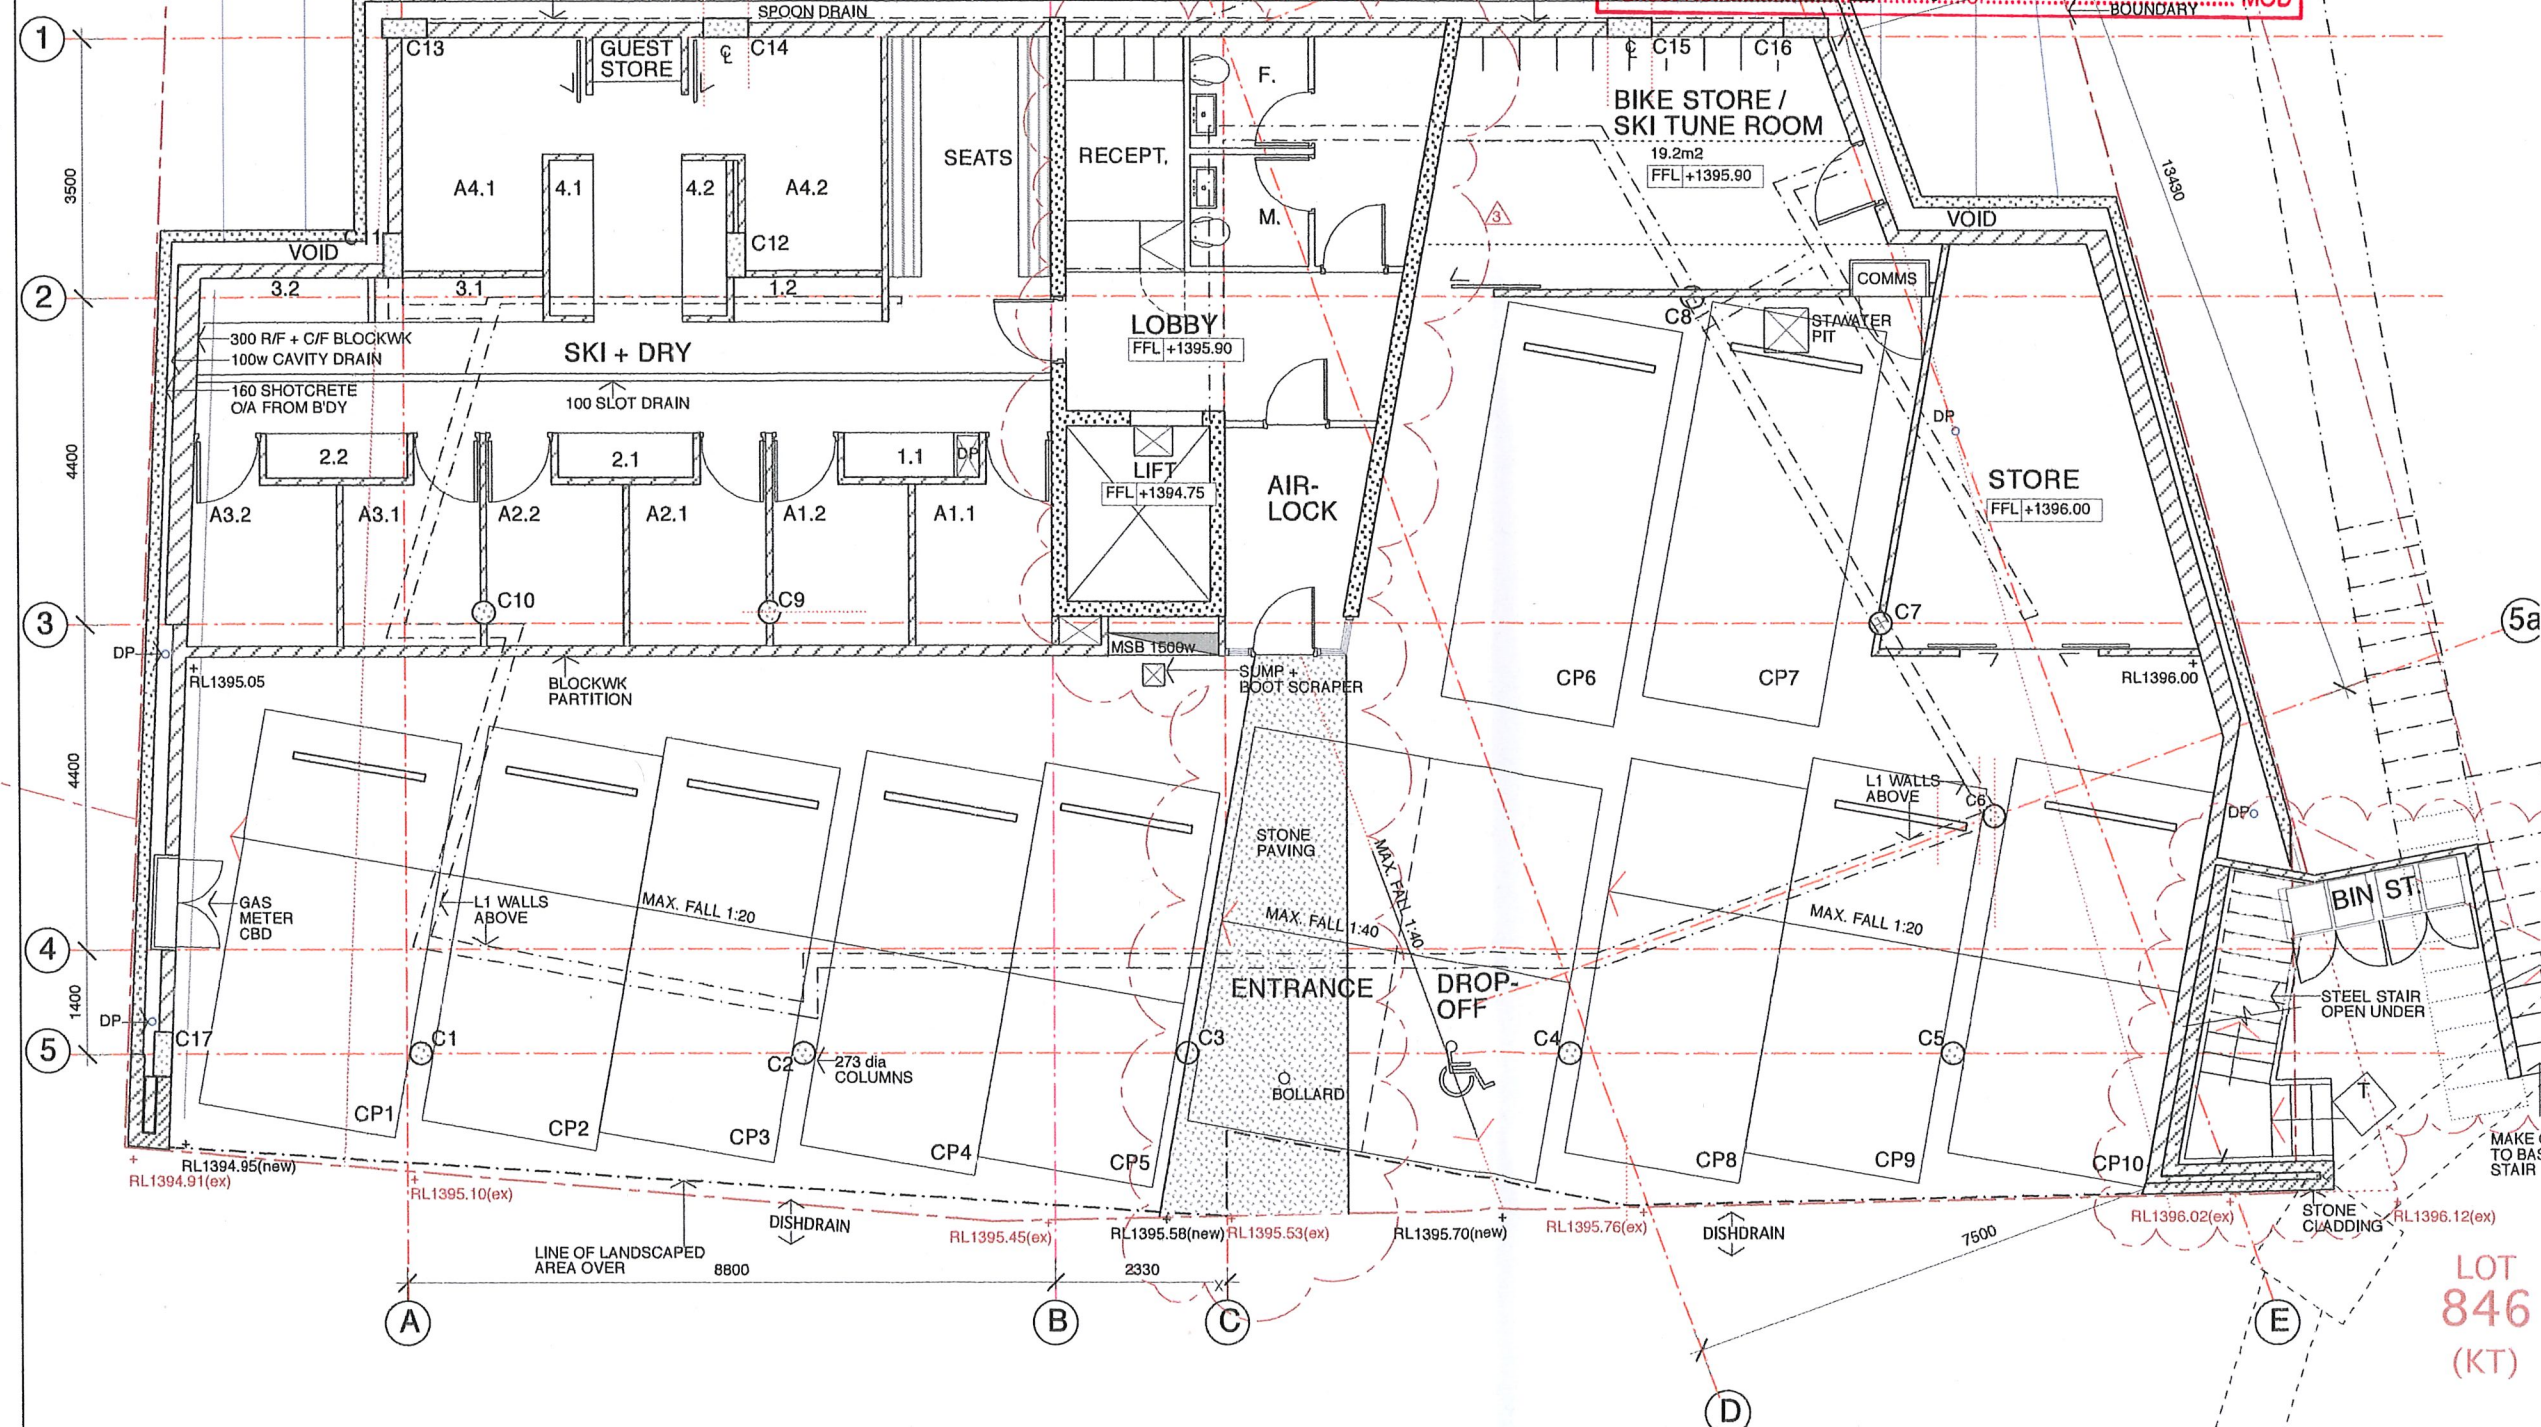 SPOON DRAIN
MOD
BOUNDARY
1
C13
GUEST
STORE
C14
C15
C16
F.
BIKE STORE /
SKI TUNE ROOM
19.2m2
FFL +1395.90
SEATS
RECEPT.
3500
A4.1
4.1
4.2
A4.2
M.
3
13430
VOID
C11
VOID
C12
2
3.2
3.1
1.2
COMMS
C8
ST/WATER
PIT
LOBBY
FFL +1395.90
300 R/F + C/F BLOCKWK
100w CAVITY DRAIN
SKI + DRY
160 SHOTCRETE
O/A FROM B'DY
100 SLOT DRAIN
DP
4400
2.2
2.1
1.1
DP
LIFT
FFL +1394.75
AIR-
LOCK
STORE
FFL +1396.00
A3.2
A3.1
A2.2
A2.1
A1.2
A1.1
3
C10
C9
C7
5a
DP
MSB 1500w
RL1395.05
BLOCKWK
PARTITION
SUMP +
BOOT SCRAPER
CP6
CP7
RL1396.00
4400
L1 WALLS
ABOVE
C6
DP
STONE
PAVING
MAX. FALL 1:40
GAS
METER
CBD
L1 WALLS
ABOVE
MAX. FALL 1:20
MAX. FALL 1:40
MAX. FALL 1:20
BIN ST.
4
1400
ENTRANCE
DROP-
OFF
STEEL STAIR
OPEN UNDER
DP
C17
5
C1
C2
273 dia
COLUMNS
C3
C4
C5
BOLLARD
T
CP1
CP2
CP3
CP4
CP5
CP8
CP9
CP10
MAKE
TO BAS
STAIR
RL1394.95(new)
RL1394.91(ex)
RL1395.10(ex)
DISHDRAIN
RL1395.45(ex)
RL1395.58(new)
RL1395.53(ex)
RL1395.70(new)
RL1395.76(ex)
DISHDRAIN
RL1396.02(ex)
STONE
CLADDING
RL1396.12(ex)
LINE OF LANDSCAPED
AREA OVER
8800
2330
7500
LOT
846
(KT)
A
B
C
D
E